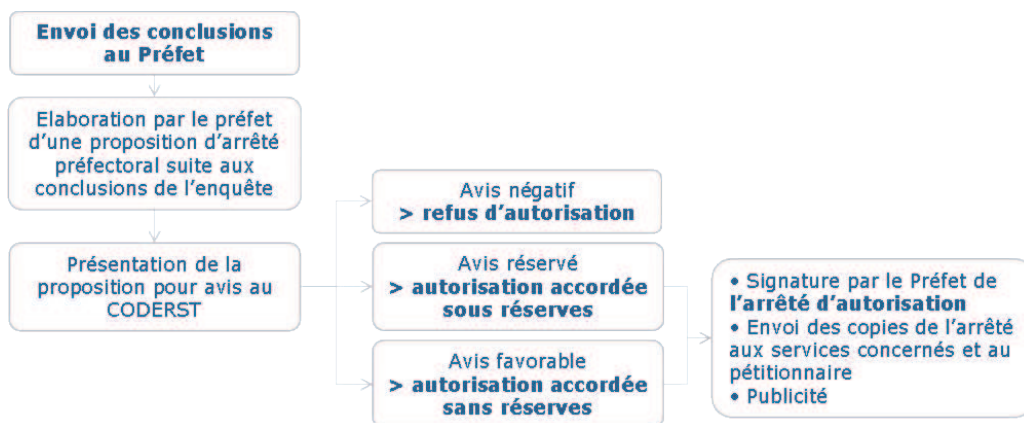 Envoi des conclusions
au Préfet
Elaboration par le préfet
d'une proposition d'arrêté
préfectoral suite aux
conclusions de l'enquête
Présentation de la
proposition pour avis au
CODERST
Avis négatif
> refus d'autorisation
Avis réservé
> autorisation accordée
sous réserves
Avis favorable
> autorisation accordée
sans réserves
• Signature par le Préfet de
l'arrêté d'autorisation
• Envoi des copies de l'arrêté
aux services concernés et au
pétitionnaire
• Publicité